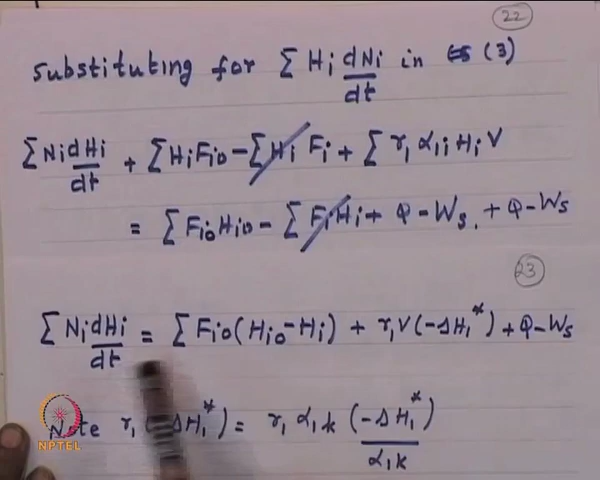 22
Substituting for Σ Hi dNi/dt in (3)
Σ Ni dHi/dt + Σ Hi Fio - Σ Hi Fi + Σ r1 α1i Hi V
= Σ Fio Hio - Σ Fi Hi + Q - Ws + Q - Ws
23
Σ Ni dHi/dt = Σ Fio (Hio - Hi) + r1 V (-ΔH1*) + Q - Ws
Note r1 (-ΔH1*) = r1 α1k (-ΔH1*)/α1k
NPTEL